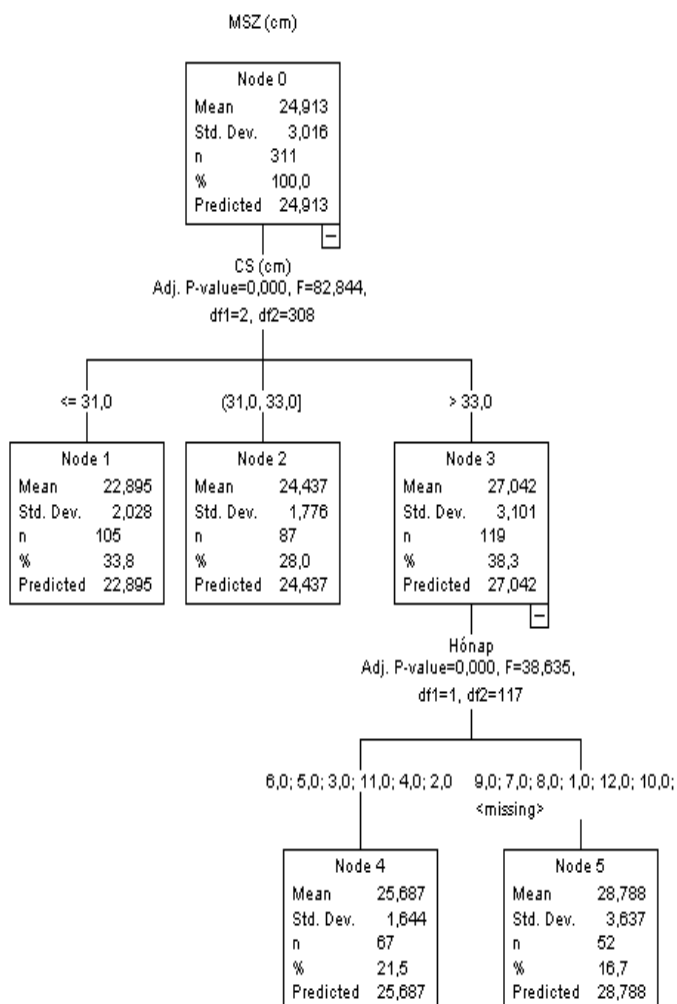 MSZ (cm)
Node 0
Mean 24,913
Std. Dev. 3,016
n 311
% 100,0
Predicted 24,913
CS (cm)
Adj. P-value=0,000, F=82,844,
df1=2, df2=308
<= 31,0
(31,0, 33,0]
> 33,0
Node 1
Mean 22,895
Std. Dev. 2,028
n 105
% 33,8
Predicted 22,895
Node 2
Mean 24,437
Std. Dev. 1,776
n 87
% 28,0
Predicted 24,437
Node 3
Mean 27,042
Std. Dev. 3,101
n 119
% 38,3
Predicted 27,042
Hónap
Adj. P-value=0,000, F=38,635,
df1=1, df2=117
6,0; 5,0; 3,0; 11,0; 4,0; 2,0
9,0; 7,0; 8,0; 1,0; 12,0; 10,0;
<missing>
Node 4
Mean 25,687
Std. Dev. 1,644
n 67
% 21,5
Predicted 25,687
Node 5
Mean 28,788
Std. Dev. 3,637
n 52
% 16,7
Predicted 28,788